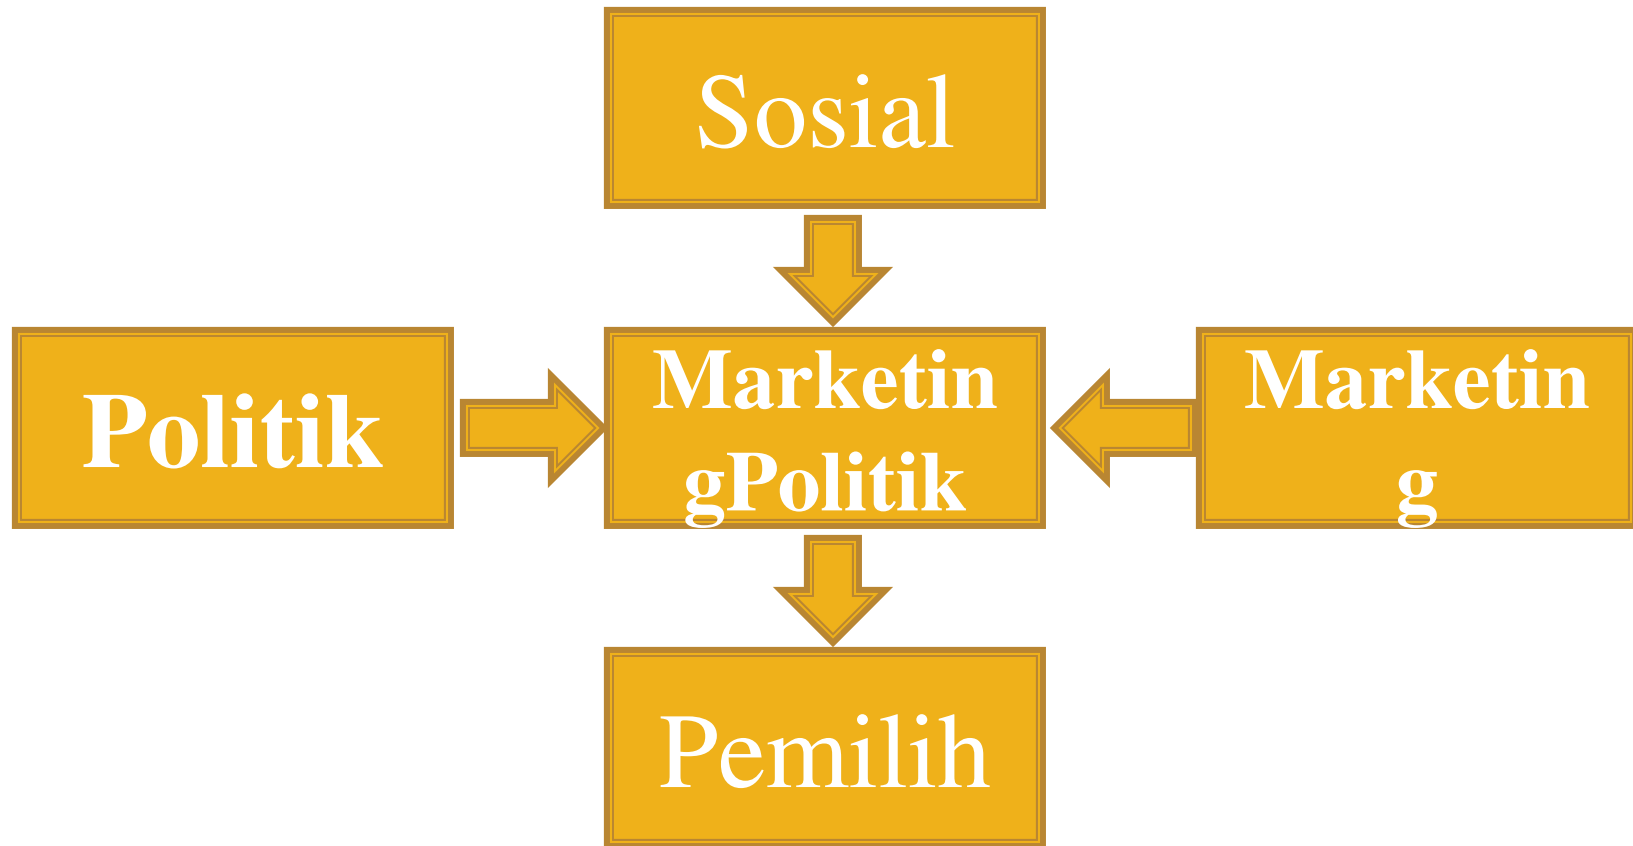 Sosial
Politik
Marketin
gPolitik
Marketin
g
Pemilih